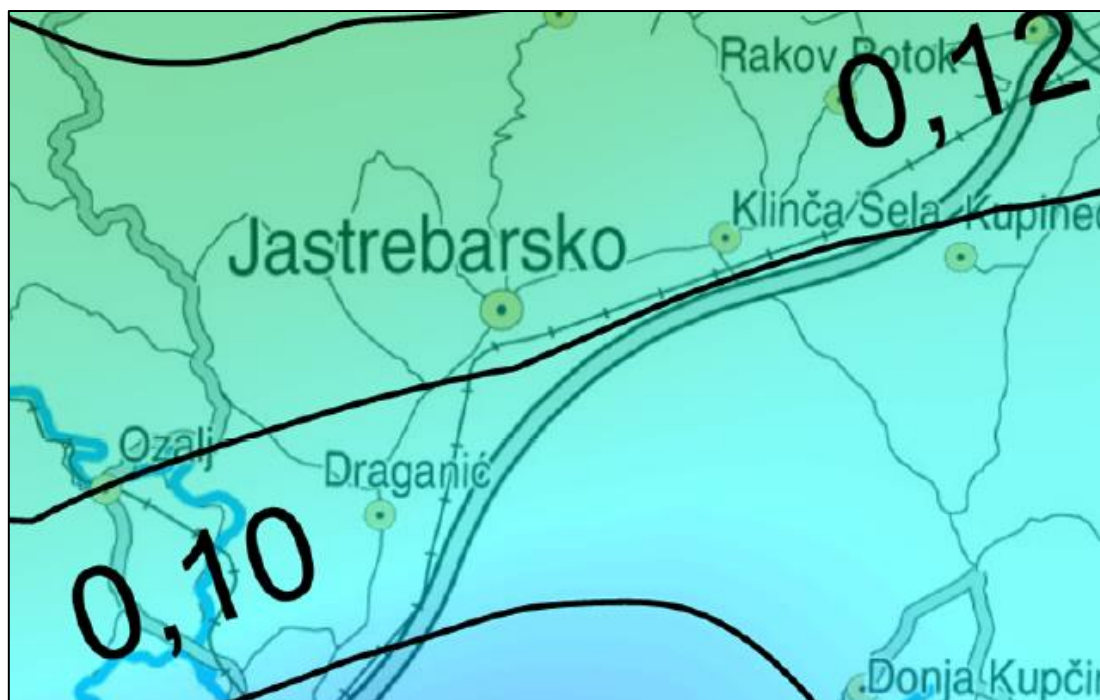 Rakov Potok
0,12
Klinča Sela
Kupinec
Jastrebarsko
Ozalj
Draganić
0,10
Donja Kupčin